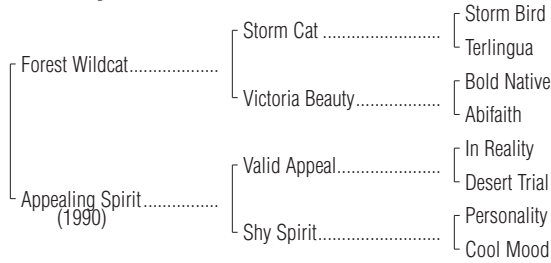 Storm Bird
Storm Cat ............................
Terlingua
Forest Wildcat..................
Bold Native
Victoria Beauty....................
Abifaith
In Reality
Valid Appeal........................
Desert Trial
Appealing Spirit...............
(1990)
Personality
Shy Spirit............................
Cool Mood